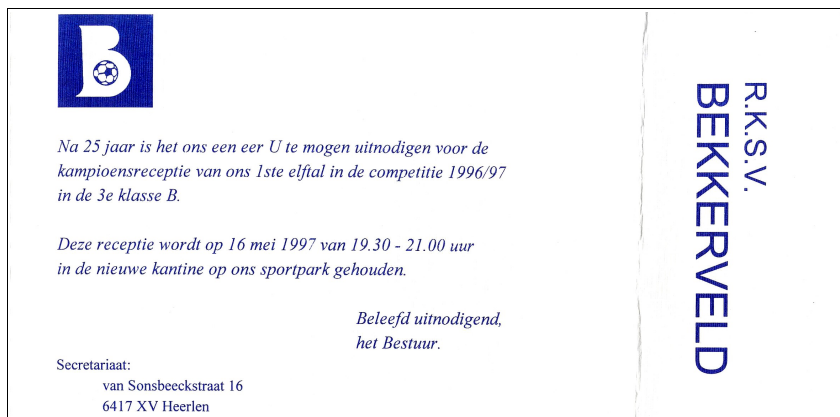 B
Na 25 jaar is het ons een eer U te mogen uitnodigen voor de
kampioensreceptie van ons 1ste elftal in de competitie 1996/97
in de 3e klasse B.
Deze receptie wordt op 16 mei 1997 van 19.30 - 21.00 uur
in de nieuwe kantine op ons sportpark gehouden.
Beleefd uitnodigend,
het Bestuur.
Secretariaat:
van Sonsbeeckstraat 16
6417 XV Heerlen
R.K.S.V.
BEKKERVELD